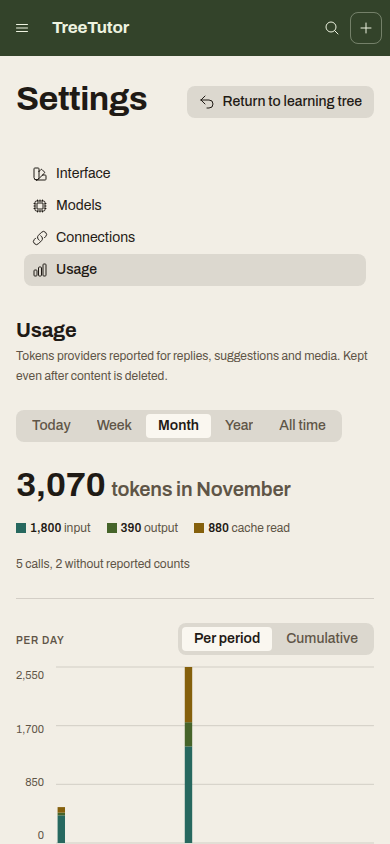 TreeTutor
Settings
Return to learning tree
Interface
Models
Connections
Usage
Usage
Tokens providers reported for replies, suggestions and media. Kept
even after content is deleted.
Today Week Month Year All time
3,070 tokens in November
1,800 input 390 output 880 cache read
5 calls, 2 without reported counts
PER DAY
Per period Cumulative
2,550
1,700
850
0